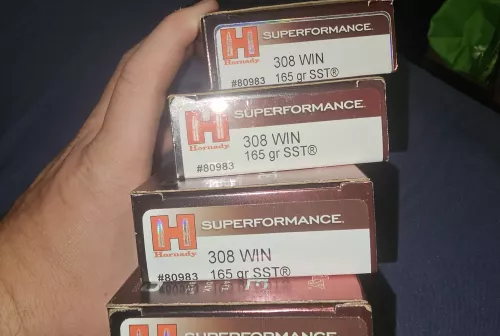 H SUPERFORMANCE.
Hornady 308 WIN
#80983 165 gr SST®
H SUPERFORMANCE.
Hornady 308 WIN
#80983 165 gr SST®
H SUPERFORMANCE.
Hornady 308 WIN
#80983 165 gr SST®
H SUPERFORMANCE.